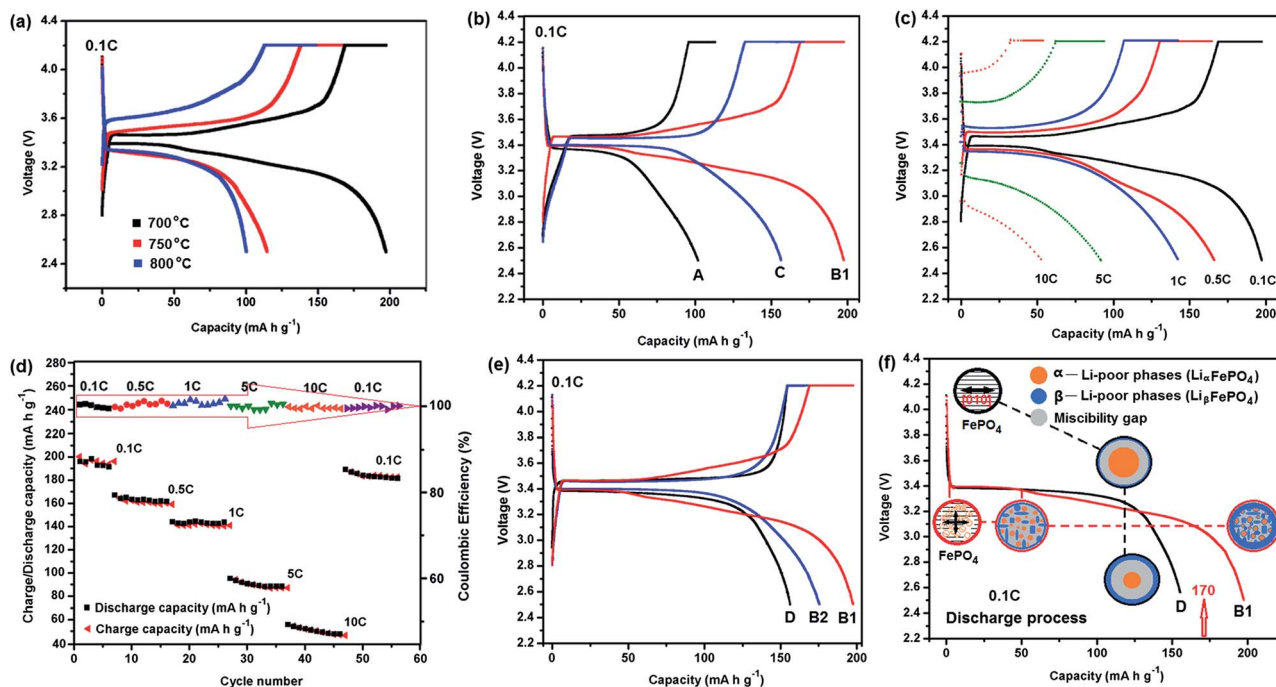 (a)
0.1C
4.4
4.0
3.6
3.2
2.8
2.4
Voltage (V)
700 °C
750 °C
800 °C
0
50
100
150
200
Capacity (mA h g-1)
(b)
0.1C
4.4
4.2
4.0
3.8
3.6
3.4
3.2
3.0
2.8
2.6
2.4
2.2
Voltage (V)
A
C
B1
0
50
100
150
200
Capacity (mA h g-1)
(c)
4.4
4.2
4.0
3.8
3.6
3.4
3.2
3.0
2.8
2.6
2.4
2.2
Voltage (V)
10C
5C
1C
0.5C
0.1C
0
50
100
150
200
Capacity (mA h g-1)
(d)
280
260
240
220
200
180
160
140
120
100
80
60
40
Charge/Discharge capacity (mA h g-1)
0.1C
0.5C
1C
5C
10C
0.1C
0.1C
0.5C
1C
5C
10C
0.1C
Discharge capacity (mA h g-1)
Charge capacity (mA h g-1)
100
80
60
Coulombic Efficiency (%)
0
10
20
30
40
50
60
Cycle number
(e)
0.1C
4.4
4.2
4.0
3.8
3.6
3.4
3.2
3.0
2.8
2.6
2.4
2.2
Voltage (V)
D
B2
B1
0
50
100
150
200
Capacity (mA h g-1)
(f)
4.4
4.2
4.0
3.8
3.6
3.4
3.2
3.0
2.8
2.6
2.4
2.2
Voltage (V)
[010]
FePO4
α — Li-poor phases (LiαFePO4)
β — Li-poor phases (LiβFePO4)
Miscibility gap
FePO4
0.1C
Discharge process
D
170
B1
0
50
100
150
200
Capacity (mA h g-1)